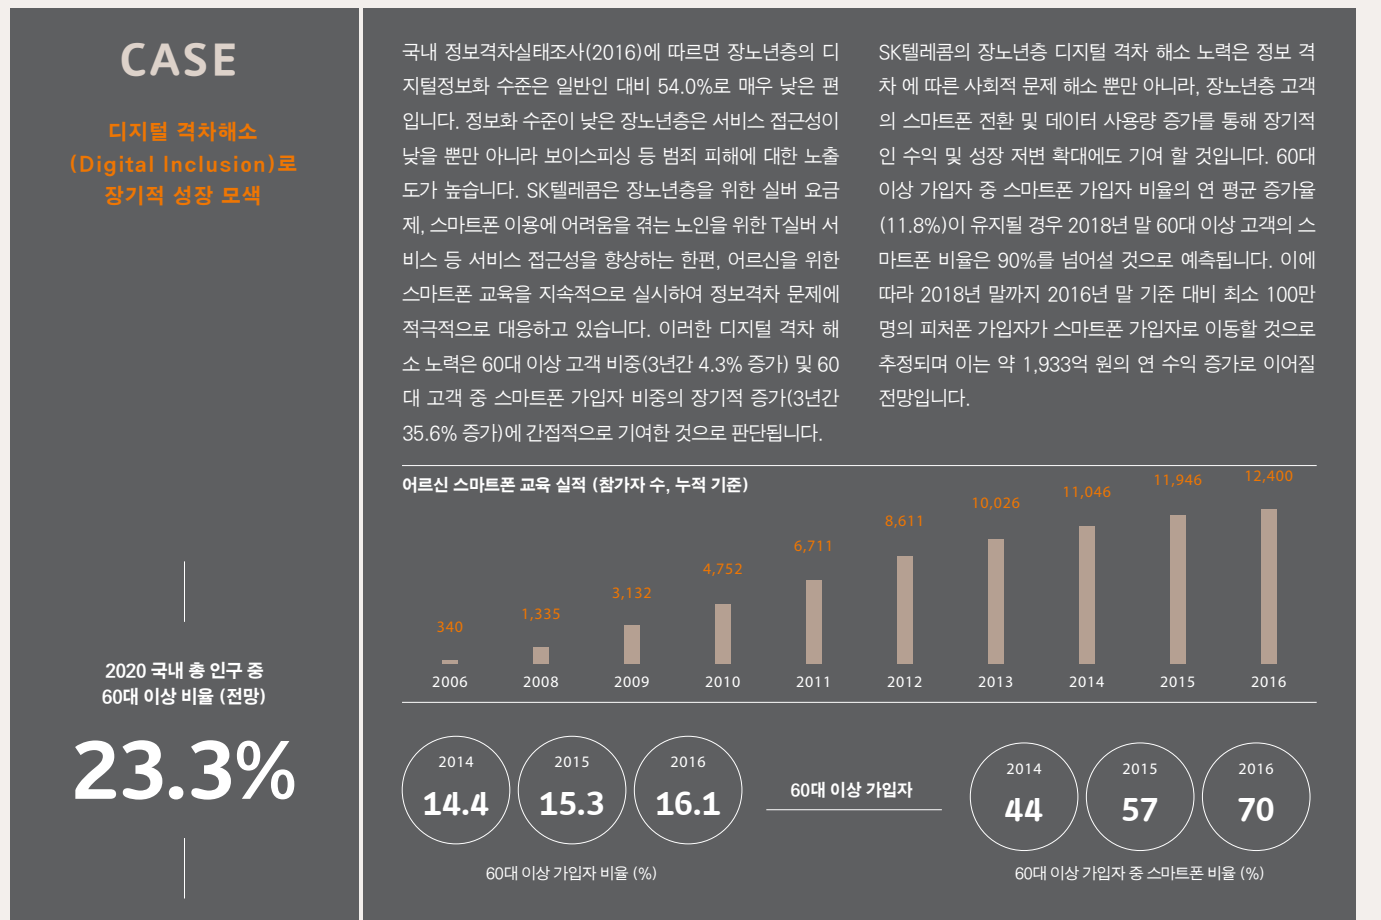 CASE
디지털 격차해소
(Digital Inclusion)로
장기적 성장 모색
2020 국내 총 인구 중
60대 이상 비율 (전망)
23.3%
국내 정보격차실태조사(2016)에 따르면 장노년층의 디
지털정보화 수준은 일반인 대비 54.0%로 매우 낮은 편
입니다. 정보화 수준이 낮은 장노년층은 서비스 접근성이
낮을 뿐만 아니라 보이스피싱 등 범죄 피해에 대한 노출
도가 높습니다. SK텔레콤은 장노년층을 위한 실버 요금
제, 스마트폰 이용에 어려움을 겪는 노인을 위한 T실버 서
비스 등 서비스 접근성을 향상하는 한편, 어르신을 위한
스마트폰 교육을 지속적으로 실시하여 정보격차 문제에
적극적으로 대응하고 있습니다. 이러한 디지털 격차 해
소 노력은 60대 이상 고객 비중(3년간 4.3% 증가) 및 60
대 고객 중 스마트폰 가입자 비중의 장기적 증가(3년간
35.6% 증가)에 간접적으로 기여한 것으로 판단됩니다.
SK텔레콤의 장노년층 디지털 격차 해소 노력은 정보 격
차 에 따른 사회적 문제 해소 뿐만 아니라, 장노년층 고객
의 스마트폰 전환 및 데이터 사용량 증가를 통해 장기적
인 수익 및 성장 저변 확대에도 기여 할 것입니다. 60대
이상 가입자 중 스마트폰 가입자 비율의 연 평균 증가율
(11.8%)이 유지될 경우 2018년 말 60대 이상 고객의 스
마트폰 비율은 90%를 넘어설 것으로 예측됩니다. 이에
따라 2018년 말까지 2016년 말 기준 대비 최소 100만
명의 피처폰 가입자가 스마트폰 가입자로 이동할 것으로
추정되며 이는 약 1,933억 원의 연 수익 증가로 이어질
전망입니다.
어르신 스마트폰 교육 실적 (참가자 수, 누적 기준)
340 1,335 3,132 4,752 6,711 8,611 10,026 11,046 11,946 12,400
2006 2008 2009 2010 2011 2012 2013 2014 2015 2016
2014 2015 2016
14.4 15.3 16.1
60대 이상 가입자 비율 (%)
60대 이상 가입자
2014 2015 2016
44 57 70
60대 이상 가입자 중 스마트폰 비율 (%)